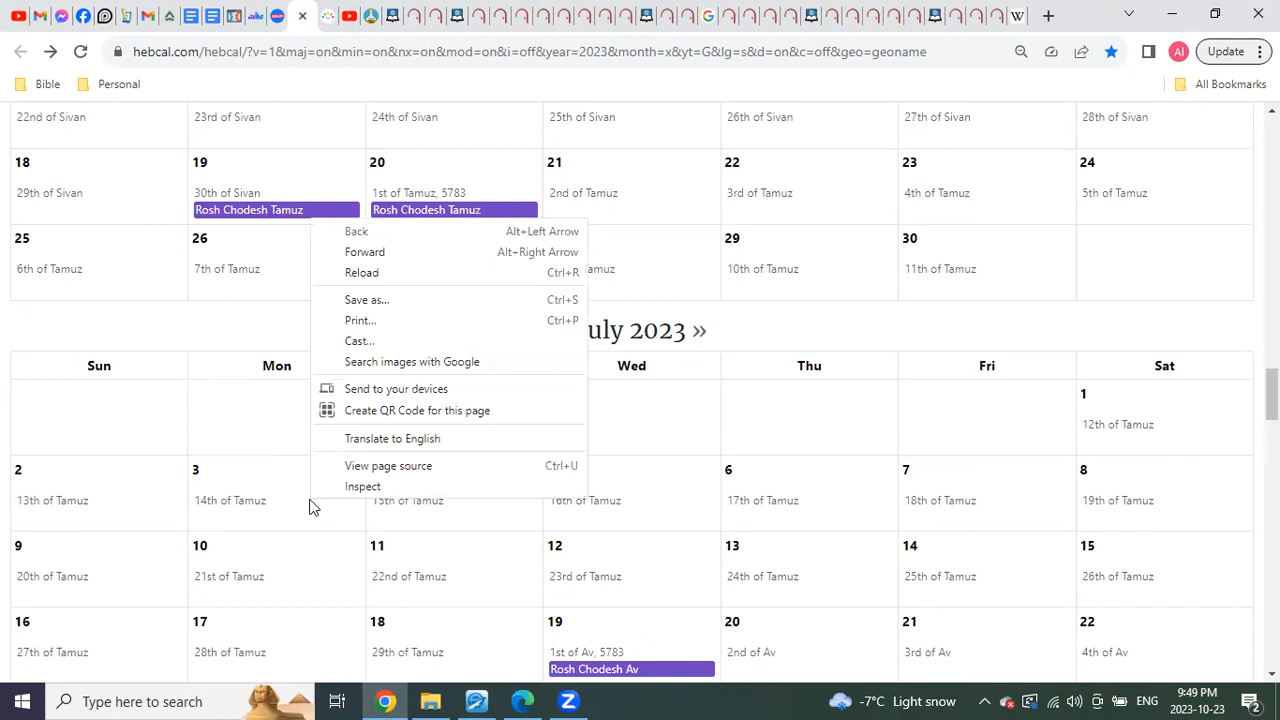 hebcal.com/hebcal/?v=1&maj=on&min=on&nx=on&mod=on&i=off&year=2023&month=x&yt=G&lg=s&d=on&c=off&geo=geoname
AI
Update
Bible
Personal
All Bookmarks
22nd of Sivan
23rd of Sivan
24th of Sivan
25th of Sivan
26th of Sivan
27th of Sivan
28th of Sivan
18
19
20
21
22
23
24
29th of Sivan
30th of Sivan
1st of Tamuz, 5783
2nd of Tamuz
3rd of Tamuz
4th of Tamuz
5th of Tamuz
Rosh Chodesh Tamuz
Rosh Chodesh Tamuz
25
26
29
30
6th of Tamuz
7th of Tamuz
amuz
10th of Tamuz
11th of Tamuz
Back Alt+Left Arrow
Forward Alt+Right Arrow
Reload Ctrl+R
Save as... Ctrl+S
Print... Ctrl+P
Cast...
Search images with Google
Send to your devices
Create QR Code for this page
Translate to English
View page source Ctrl+U
Inspect
uly 2023 »
Sun
Mon
Wed
Thu
Fri
Sat
1
12th of Tamuz
2
3
6
7
8
13th of Tamuz
14th of Tamuz
15th of Tamuz
16th of Tamuz
17th of Tamuz
18th of Tamuz
19th of Tamuz
9
10
11
12
13
14
15
20th of Tamuz
21st of Tamuz
22nd of Tamuz
23rd of Tamuz
24th of Tamuz
25th of Tamuz
26th of Tamuz
16
17
18
19
20
21
22
27th of Tamuz
28th of Tamuz
29th of Tamuz
1st of Av, 5783
2nd of Av
3rd of Av
4th of Av
Rosh Chodesh Av
Type here to search
-7°C Light snow
ENG
9:49 PM
2023-10-23
2